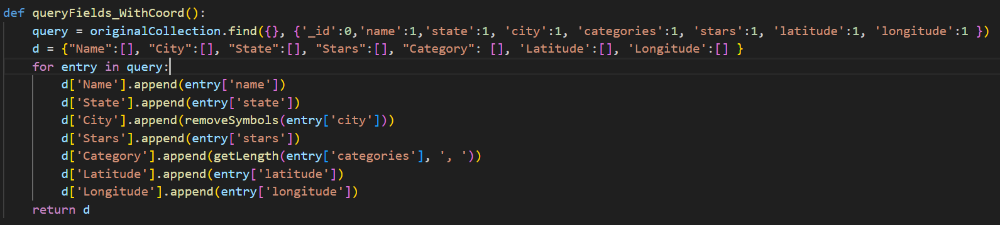 def queryFields_WithCoord():
    query = originalCollection.find({}, {'_id':0,'name':1,'state':1, 'city':1, 'categories':1, 'stars':1, 'latitude':1, 'longitude':1 })
    d = {"Name":[], "City":[], "State":[], "Stars":[], "Category": [], 'Latitude':[], 'Longitude':[] }
    for entry in query:
        d['Name'].append(entry['name'])
        d['State'].append(entry['state'])
        d['City'].append(removeSymbols(entry['city']))
        d['Stars'].append(entry['stars'])
        d['Category'].append(getLength(entry['categories'], ', '))
        d['Latitude'].append(entry['latitude'])
        d['Longitude'].append(entry['longitude'])
    return d